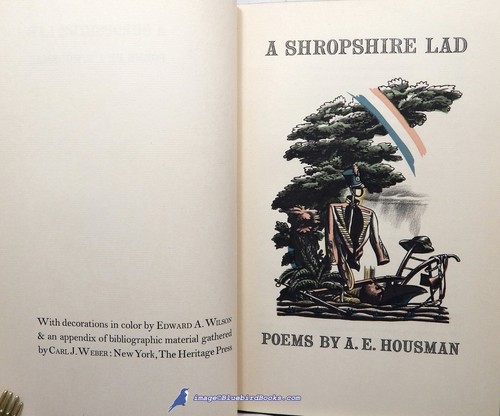 With decorations in color by EDWARD A. WILSON
& an appendix of bibliographic material gathered
by CARL J. WEBER: New York, The Heritage Press
A SHROPSHIRE LAD
POEMS BY A. E. HOUSMAN
image©BluebirdBooks.com